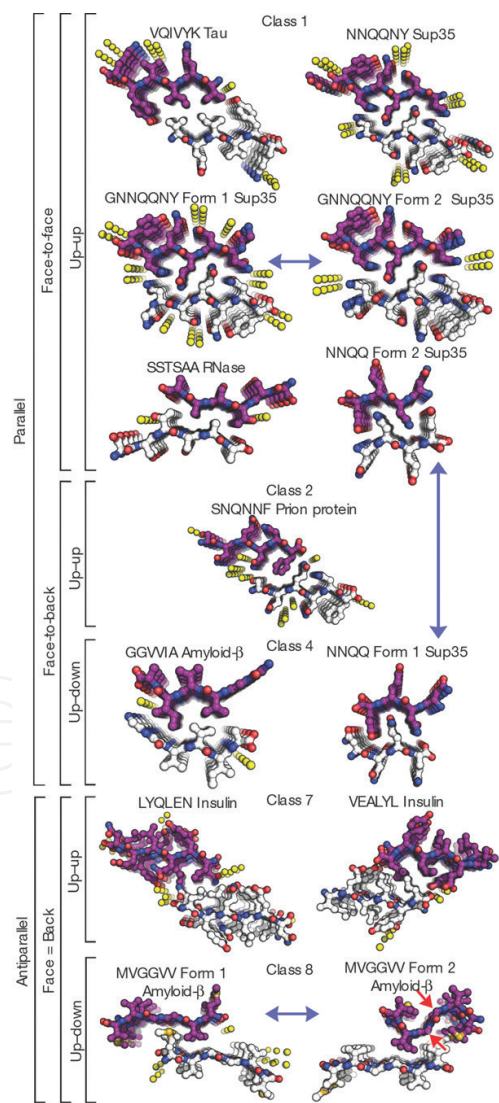 Class 1
VQIVYK Tau
NNQQNY Sup35
GNNQQNY Form 1 Sup35
GNNQQNY Form 2 Sup35
SSTSAA RNase
NNQQ Form 2 Sup35
Class 2
SNQNNF Prion protein
GGVVIA Amyloid-β
Class 4
NNQQ Form 1 Sup35
LYQLEN Insulin
Class 7
VEALYL Insulin
MVGGVV Form 1
Amyloid-β
Class 8
MVGGVV Form 2
Amyloid-β
Parallel
Face-to-face
Up-up
Face-to-back
Up-up
Up-down
Antiparallel
Face = Back
Up-up
Up-down